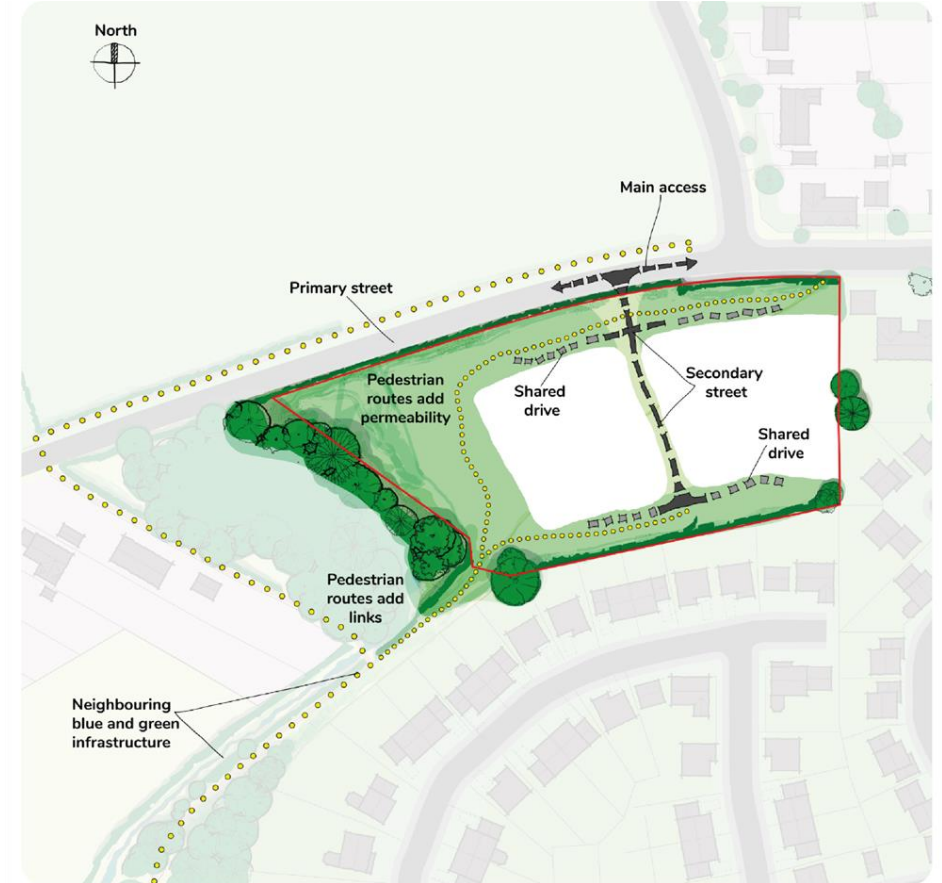 North
Main access
Primary street
Pedestrian
routes add
permeability
Shared
drive
Secondary
street
Shared
drive
Pedestrian
routes add
links
Neighbouring
blue and green
infrastructure